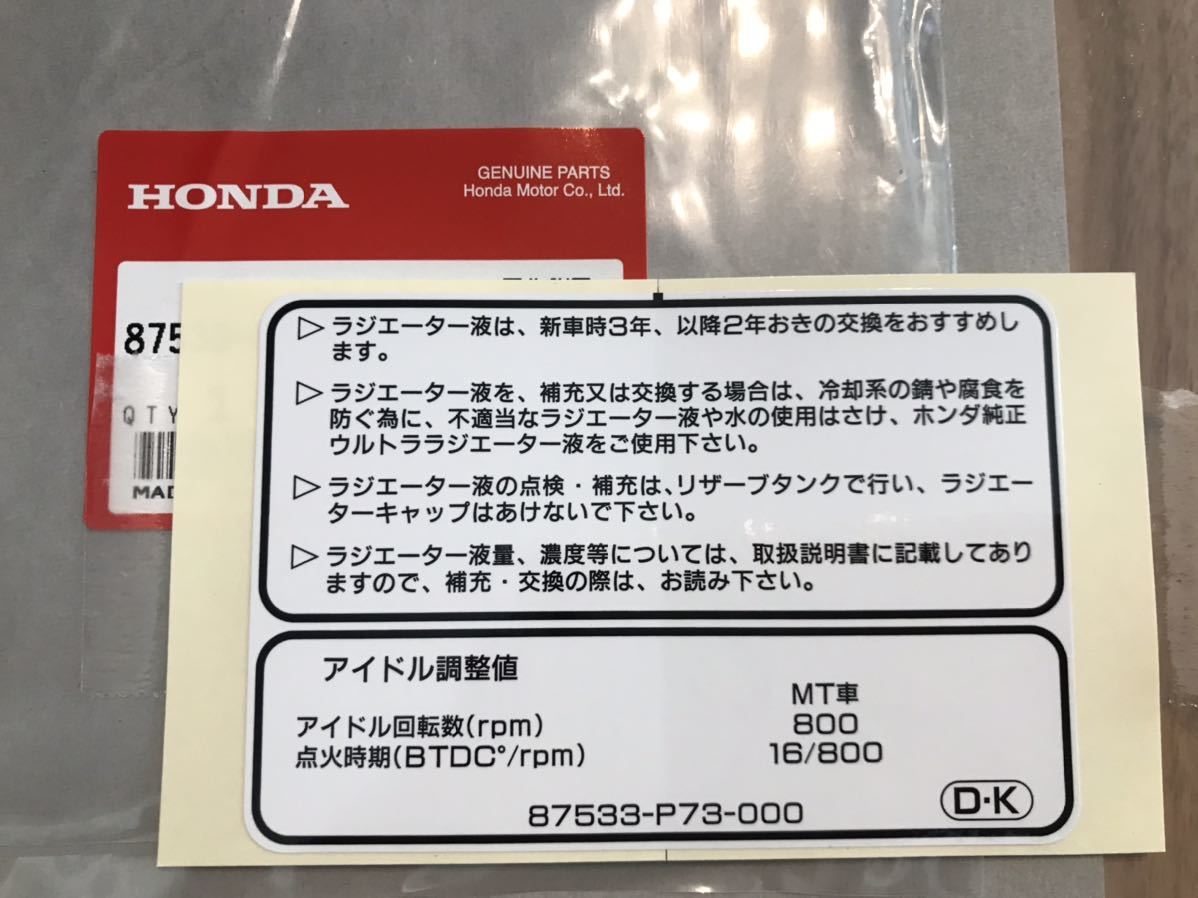 HONDA
GENUINE PARTS
Honda Motor Co., Ltd.
875
QTY
MAD
▷ラジエーター液は、新車時3年、以降2年おきの交換をおすすめし
ます。
▷ラジエーター液を、補充又は交換する場合は、冷却系の錆や腐食を
防ぐ為に、不適当なラジエーター液や水の使用はさけ、ホンダ純正
ウルトララジエーター液をご使用下さい。
▷ラジエーター液の点検・補充は、リザーブタンクで行い、ラジエー
ターキャップはあけないで下さい。
▷ラジエーター液量、濃度等については、取扱説明書に記載してあり
ますので、補充・交換の際は、お読み下さい。
アイドル調整値
MT車
アイドル回転数(rpm) 800
点火時期(BTDC°/rpm) 16/800
87533-P73-000
D·K